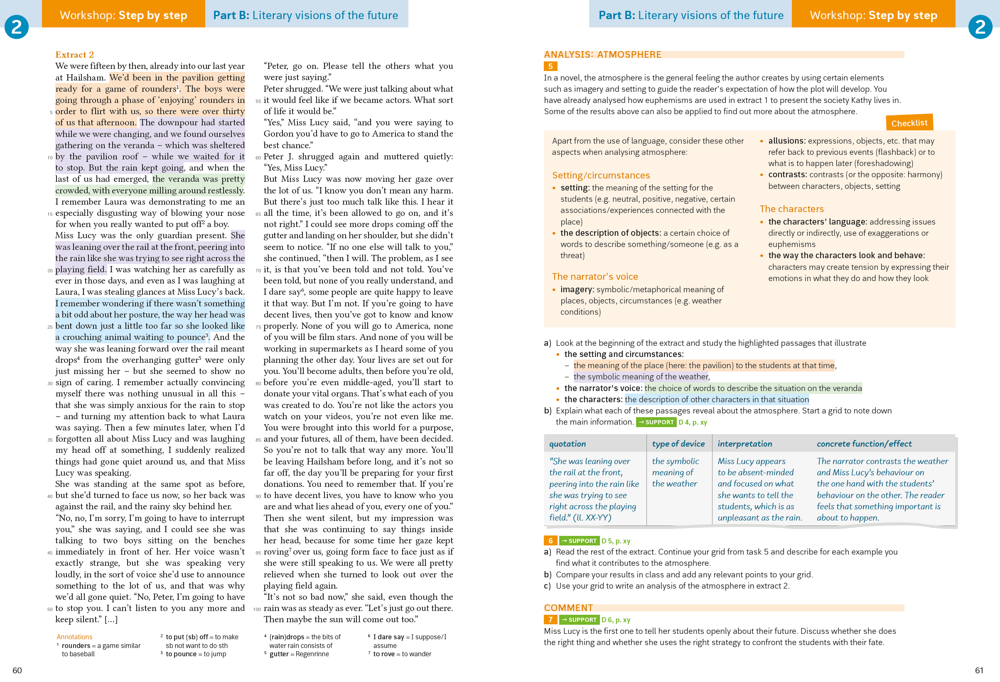 Workshop: Step by step
Part B: Literary visions of the future
2
Extract 2
We were fifteen by then, already into our last year
at Hailsham. We'd been in the pavilion getting
ready for a game of rounders¹. The boys were
going through a phase of ‘enjoying’ rounders in
5 order to flirt with us, so there were over thirty
of us that afternoon. The downpour had started
while we were changing, and we found ourselves
gathering on the veranda – which was sheltered
by the pavilion roof – while we waited for it
10 to stop. But the rain kept going, and when the
last of us had emerged, the veranda was pretty
crowded, with everyone milling around restlessly.
I remember Laura was demonstrating to me an
15 especially disgusting way of blowing your nose
for when you really wanted to put off² a boy.
Miss Lucy was the only guardian present. She
was leaning over the rail at the front, peering into
the rain like she was trying to see right across the
20 playing field. I was watching her as carefully as
ever in those days, and even as I was laughing at
Laura, I was stealing glances at Miss Lucy’s back.
I remember wondering if there wasn’t something
a bit odd about her posture, the way her head was
25 bent down just a little too far so she looked like
a crouching animal waiting to pounce³. And the
way she was leaning forward over the rail meant
drops⁴ from the overhanging gutter⁵ were only
just missing her – but she seemed to show no
30 sign of caring. I remember actually convincing
myself there was nothing unusual in all this –
that she was simply anxious for the rain to stop
– and turning my attention back to what Laura
was saying. Then a few minutes later, when I’d
35 forgotten all about Miss Lucy and was laughing
my head off at something, I suddenly realized
things had gone quiet around us, and that Miss
Lucy was speaking.
She was standing at the same spot as before,
40 but she’d turned to face us now, so her back was
against the rail, and the rainy sky behind her.
“No, no, I’m sorry, I’m going to have to interrupt
you,” she was saying, and I could see she was
talking to two boys sitting on the benches
45 immediately in front of her. Her voice wasn’t
exactly strange, but she was speaking very
loudly, in the sort of voice she’d use to announce
something to the lot of us, and that was why
we’d all gone quiet. “No, Peter, I’m going to have
50 to stop you. I can’t listen to you any more and
keep silent.” [...]
“Peter, go on. Please tell the others what you
were just saying.”
Peter shrugged. “We were just talking about what
55 it would feel like if we became actors. What sort
of life it would be.”
“Yes,” Miss Lucy said, “and you were saying to
Gordon you’d have to go to America to stand the
best chance.”
60 Peter J. shrugged again and muttered quietly:
“Yes, Miss Lucy.”
But Miss Lucy was now moving her gaze over
the lot of us. “I know you don’t mean any harm.
But there’s just too much talk like this. I hear it
65 all the time, it’s been allowed to go on, and it’s
not right.” I could see more drops coming off the
gutter and landing on her shoulder, but she didn’t
seem to notice. “If no one else will talk to you,”
she continued, “then I will. The problem, as I see
70 it, is that you’ve been told and not told. You’ve
been told, but none of you really understand, and
I dare say⁶, some people are quite happy to leave
it that way. But I’m not. If you’re going to have
decent lives, then you’ve got to know and know
75 properly. None of you will go to America, none
of you will be film stars. And none of you will be
working in supermarkets as I heard some of you
planning the other day. Your lives are set out for
you. You’ll become adults, then before you’re old,
80 before you’re even middle-aged, you’ll start to
donate your vital organs. That’s what each of you
was created to do. You’re not like the actors you
watch on your videos, you’re not even like me.
You were brought into this world for a purpose,
85 and your futures, all of them, have been decided.
So you’re not to talk that way any more. You’ll
be leaving Hailsham before long, and it’s not so
far off, the day you’ll be preparing for your first
donations. You need to remember that. If you’re
90 to have decent lives, you have to know who you
are and what lies ahead of you, every one of you.”
Then she went silent, but my impression was
that she was continuing to say things inside
her head, because for some time her gaze kept
95 roving⁷ over us, going form face to face just as if
she were still speaking to us. We were all pretty
relieved when she turned to look out over the
playing field again.
“It’s not so bad now,” she said, even though the
100 rain was as steady as ever. “Let’s just go out there.
Then maybe the sun will come out too.”
Annotations
¹ rounders = a game similar
to baseball
² to put (sb) off = to make
sb not want to do sth
³ to pounce = to jump
⁴ (rain)drops = the bits of
water rain consists of
⁵ gutter = Regenrinne
⁶ I dare say = I suppose/I
assume
⁷ to rove = to wander
60
Part B: Literary visions of the future
Workshop: Step by step
2
ANALYSIS: ATMOSPHERE
5
In a novel, the atmosphere is the general feeling the author creates by using certain elements
such as imagery and setting to guide the reader’s expectation of how the plot will develop. You
have already analysed how euphemisms are used in extract 1 to present the society Kathy lives in.
Some of the results above can also be applied to find out more about the atmosphere.
Checklist
Apart from the use of language, consider these other
aspects when analysing atmosphere:
Setting/circumstances
• setting: the meaning of the setting for the
students (e.g. neutral, positive, negative, certain
associations/experiences connected with the
place)
• the description of objects: a certain choice of
words to describe something/someone (e.g. as a
threat)
The narrator’s voice
• imagery: symbolic/metaphorical meaning of
places, objects, circumstances (e.g. weather
conditions)
• allusions: expressions, objects, etc. that may
refer back to previous events (flashback) or to
what is to happen later (foreshadowing)
• contrasts: contrasts (or the opposite: harmony)
between characters, objects, setting
The characters
• the characters’ language: addressing issues
directly or indirectly, use of exaggerations or
euphemisms
• the way the characters look and behave:
characters may create tension by expressing their
emotions in what they do and how they look
a) Look at the beginning of the extract and study the highlighted passages that illustrate
• the setting and circumstances:
– the meaning of the place (here: the pavilion) to the students at that time,
– the symbolic meaning of the weather,
• the narrator’s voice: the choice of words to describe the situation on the veranda
• the characters: the description of other characters in that situation
b) Explain what each of these passages reveal about the atmosphere. Start a grid to note down
the main information. → SUPPORT D 4, p. xy
quotation
type of device
interpretation
concrete function/effect
“She was leaning over
the rail at the front,
peering into the rain like
she was trying to see
right across the playing
field.” (ll. XX-YY)
the symbolic
meaning of
the weather
Miss Lucy appears
to be absent-minded
and focused on what
she wants to tell the
students, which is as
unpleasant as the rain.
The narrator contrasts the weather
and Miss Lucy’s behaviour on
the one hand with the students’
behaviour on the other. The reader
feels that something important is
about to happen.
6 → SUPPORT D 5, p. xy
a) Read the rest of the extract. Continue your grid from task 5 and describe for each example you
find what it contributes to the atmosphere.
b) Compare your results in class and add any relevant points to your grid.
c) Use your grid to write an analysis of the atmosphere in extract 2.
COMMENT
7 → SUPPORT D 6, p. xy
Miss Lucy is the first one to tell her students openly about their future. Discuss whether she does
the right thing and whether she uses the right strategy to confront the students with their fate.
61